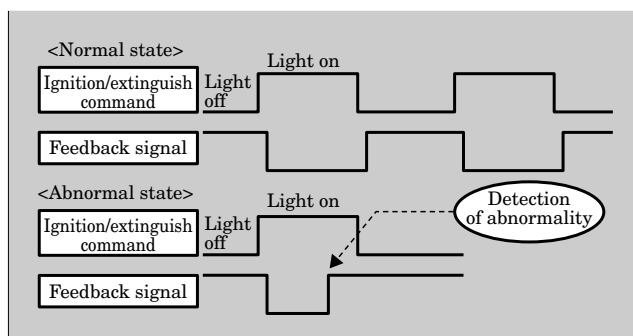 <Normal state>
Ignition/extinguish
command
Light
off
Light on
Feedback signal
<Abnormal state>
Ignition/extinguish
command
Light
off
Light on
Detection
of abnormality
Feedback signal